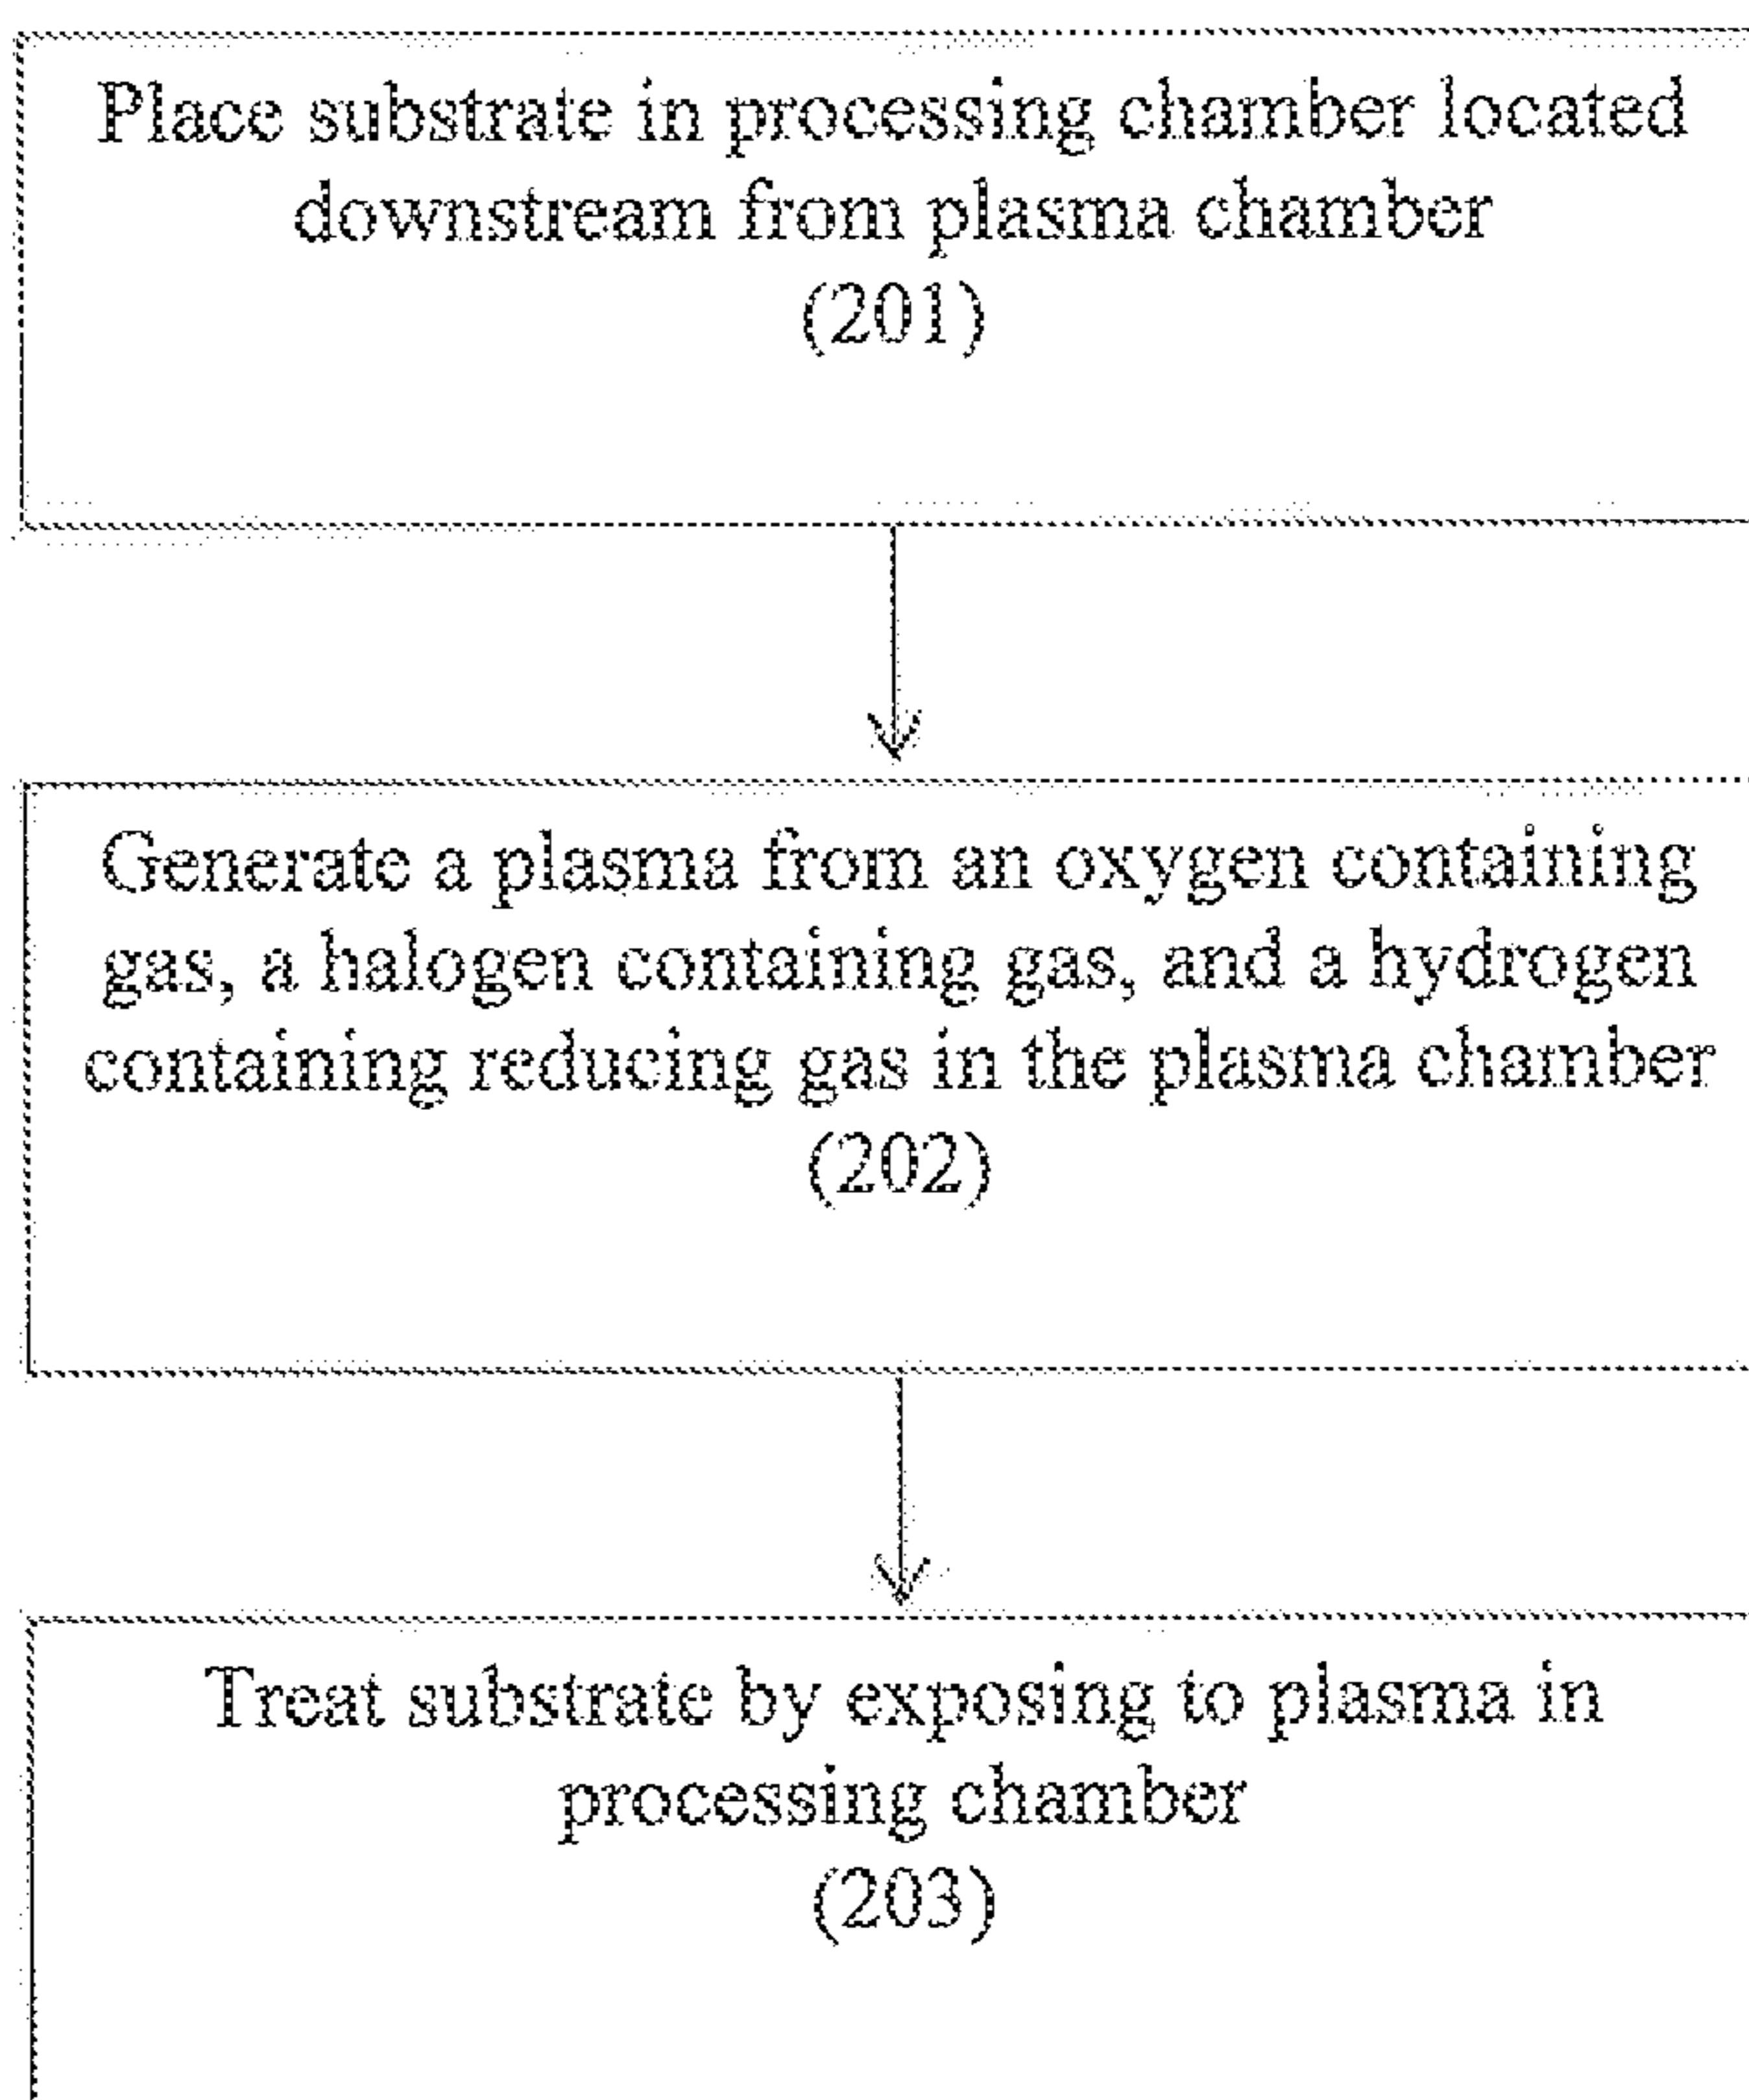 Place substrate in processing chamber located
downstream from plasma chamber
(201)
Generate a plasma from an oxygen containing
gas, a halogen containing gas, and a hydrogen
containing reducing gas in the plasma chamber
(202)
Treat substrate by exposing to plasma in
processing chamber
(203)